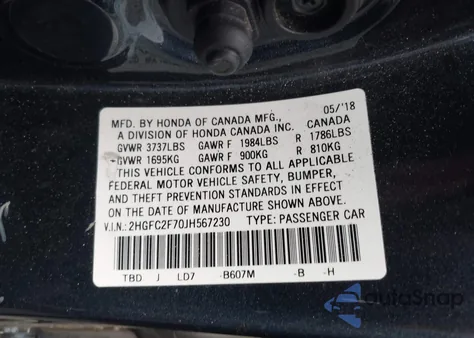 MFD. BY HONDA OF CANADA MFG., 05/'18
A DIVISION OF HONDA CANADA INC. CANADA
GVWR 3737LBS GAWR F 1984LBS R 1786LBS
GVWR 1695KG GAWR F 900KG R 810KG
THIS VEHICLE CONFORMS TO ALL APPLICABLE
FEDERAL MOTOR VEHICLE SAFETY, BUMPER,
AND THEFT PREVENTION STANDARDS IN EFFECT
ON THE DATE OF MANUFACTURE SHOWN ABOVE.
V.I.N.: 2HGFC2F70JH567230 TYPE: PASSENGER CAR
TBD J LD7 -B607M -B -H
autoSnap